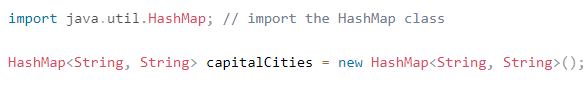 import java.util.HashMap; // import the HashMap class
HashMap<String, String> capitalCities = new HashMap<String, String>();